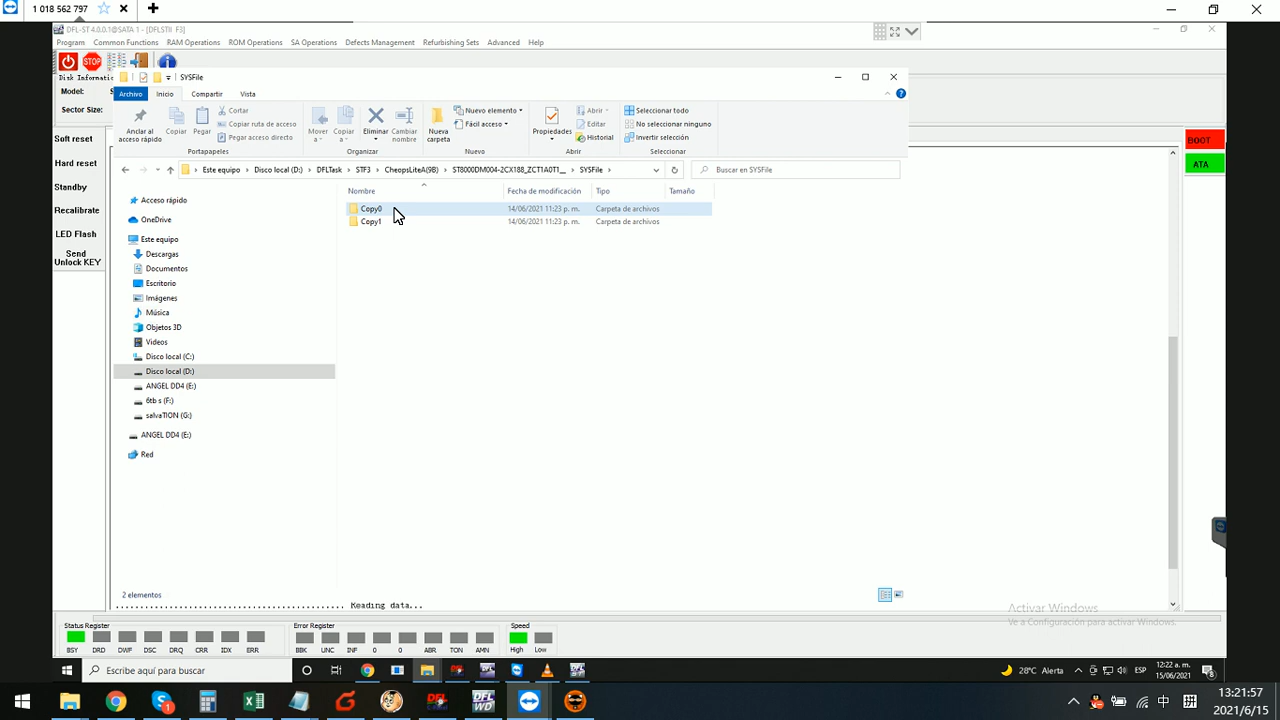 1 018 562 797
DFL-ST 4.0.0.1@SATA 1 - [DFLSTII F3]
Program Common Functions RAM Operations ROM Operations SA Operations Defects Management Refurbishing Sets Advanced Help
STOP
Disk Informatic
SYSFile
Model:
Archivo Inicio Compartir Vista
Sector Size:
Anclar al acceso rápido
Copiar
Pegar
Cortar
Copiar ruta de acceso
Pegar acceso directo
Mover a
Copiar a
Eliminar
Cambiar nombre
Nueva carpeta
Nuevo elemento
Fácil acceso
Propiedades
Abrir
Editar
Historial
Seleccionar todo
No seleccionar ninguno
Invertir selección
Portapapeles Organizar Nuevo Abrir Seleccionar
Este equipo > Disco local (D:) > DFLTask > STF3 > CheopsLiteA(9B) > ST8000DM004-2CX188_ZCT1A0T1__ > SYSFile >
Buscar en SYSFile
Nombre Fecha de modificación Tipo Tamaño
Copy0 14/06/2021 11:23 p. m. Carpeta de archivos
Copy1 14/06/2021 11:23 p. m. Carpeta de archivos
Soft reset
Hard reset
Standby
Recalibrate
LED Flash
Send
Unlock KEY
BOOT
ATA
Acceso rápido
OneDrive
Este equipo
Descargas
Documentos
Escritorio
Imágenes
Música
Objetos 3D
Videos
Disco local (C:)
Disco local (D:)
ANGEL DD4 (E:)
6tb s (F:)
salvaTION (G:)
ANGEL DD4 (E:)
Red
2 elementos
Reading data...
Activar Windows
Ve a Configuración para activar Windows.
Status Register Error Register Speed
BSY DRD DWF DSC DRQ CRR IDX ERR BBK UNC INF 0 0 ABR TON AMN High Low
Escribe aquí para buscar
28°C Alerta
ESP
12:22 a. m.
15/06/2021
DFL WD
中
拼
13:21:57
2021/6/15